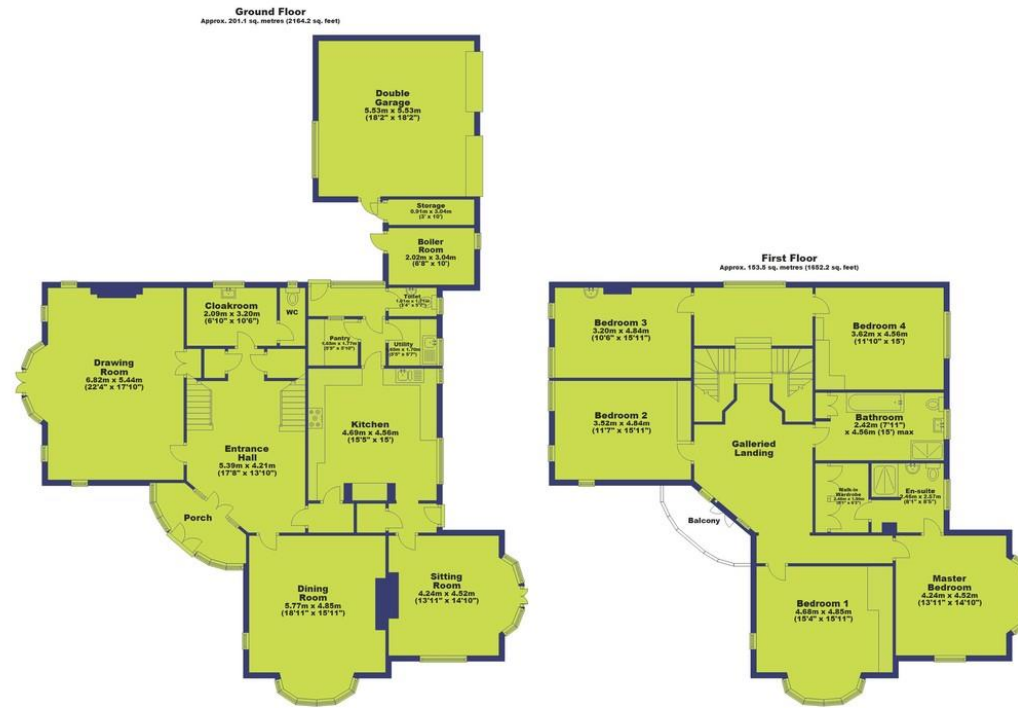 Ground Floor
Approx. 201.1 sq. metres (2164.2 sq. feet)
Double
Garage
5.53m x 5.53m
(18'2" x 18'2")
Storage
0.91m x 3.04m
(3' x 10')
Boiler
Room
2.02m x 3.04m
(6'8" x 10')
Cloakroom
2.09m x 3.20m
(6'10" x 10'6")
WC
Toilet
Pantry
Utility
Drawing
Room
6.82m x 5.44m
(22'4" x 17'10")
Kitchen
4.69m x 4.56m
(15'5" x 15')
Entrance
Hall
5.39m x 4.21m
(17'8" x 13'10")
Porch
Dining
Room
5.77m x 4.85m
(18'11" x 15'11")
Sitting
Room
4.24m x 4.52m
(13'11" x 14'10")
First Floor
Approx. 153.5 sq. metres (1652.2 sq. feet)
Bedroom 3
3.20m x 4.84m
(10'6" x 15'11")
Bedroom 4
3.62m x 4.56m
(11'10" x 15')
Bedroom 2
3.52m x 4.84m
(11'7" x 15'11")
Bathroom
2.42m (7'11")
x 4.56m (15') max
Galleried
Landing
Walk-in
Wardrobe
En-suite
Balcony
Bedroom 1
4.68m x 4.85m
(15'4" x 15'11")
Master
Bedroom
4.24m x 4.52m
(13'11" x 14'10")